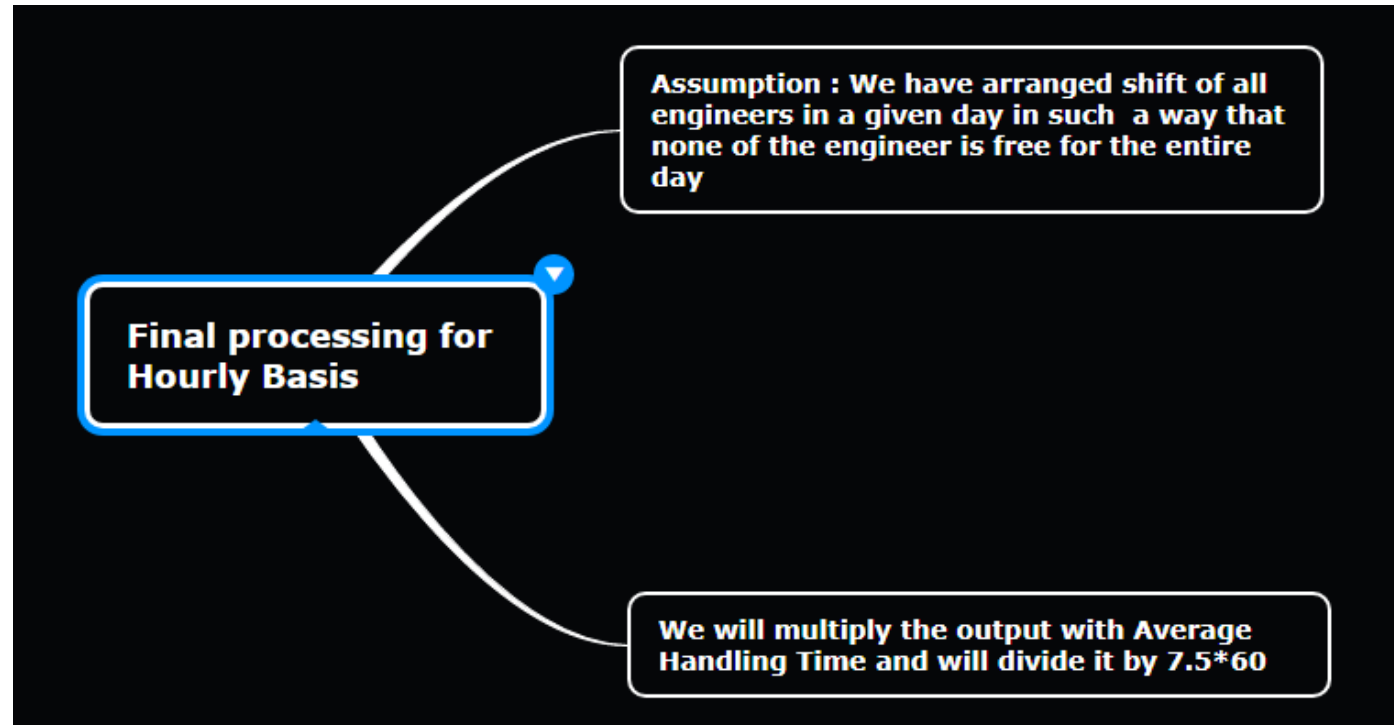 Assumption : We have arranged shift of all
engineers in a given day in such  a way that
none of the engineer is free for the entire
day
Final processing for
Hourly Basis
We will multiply the output with Average
Handling Time and will divide it by 7.5*60